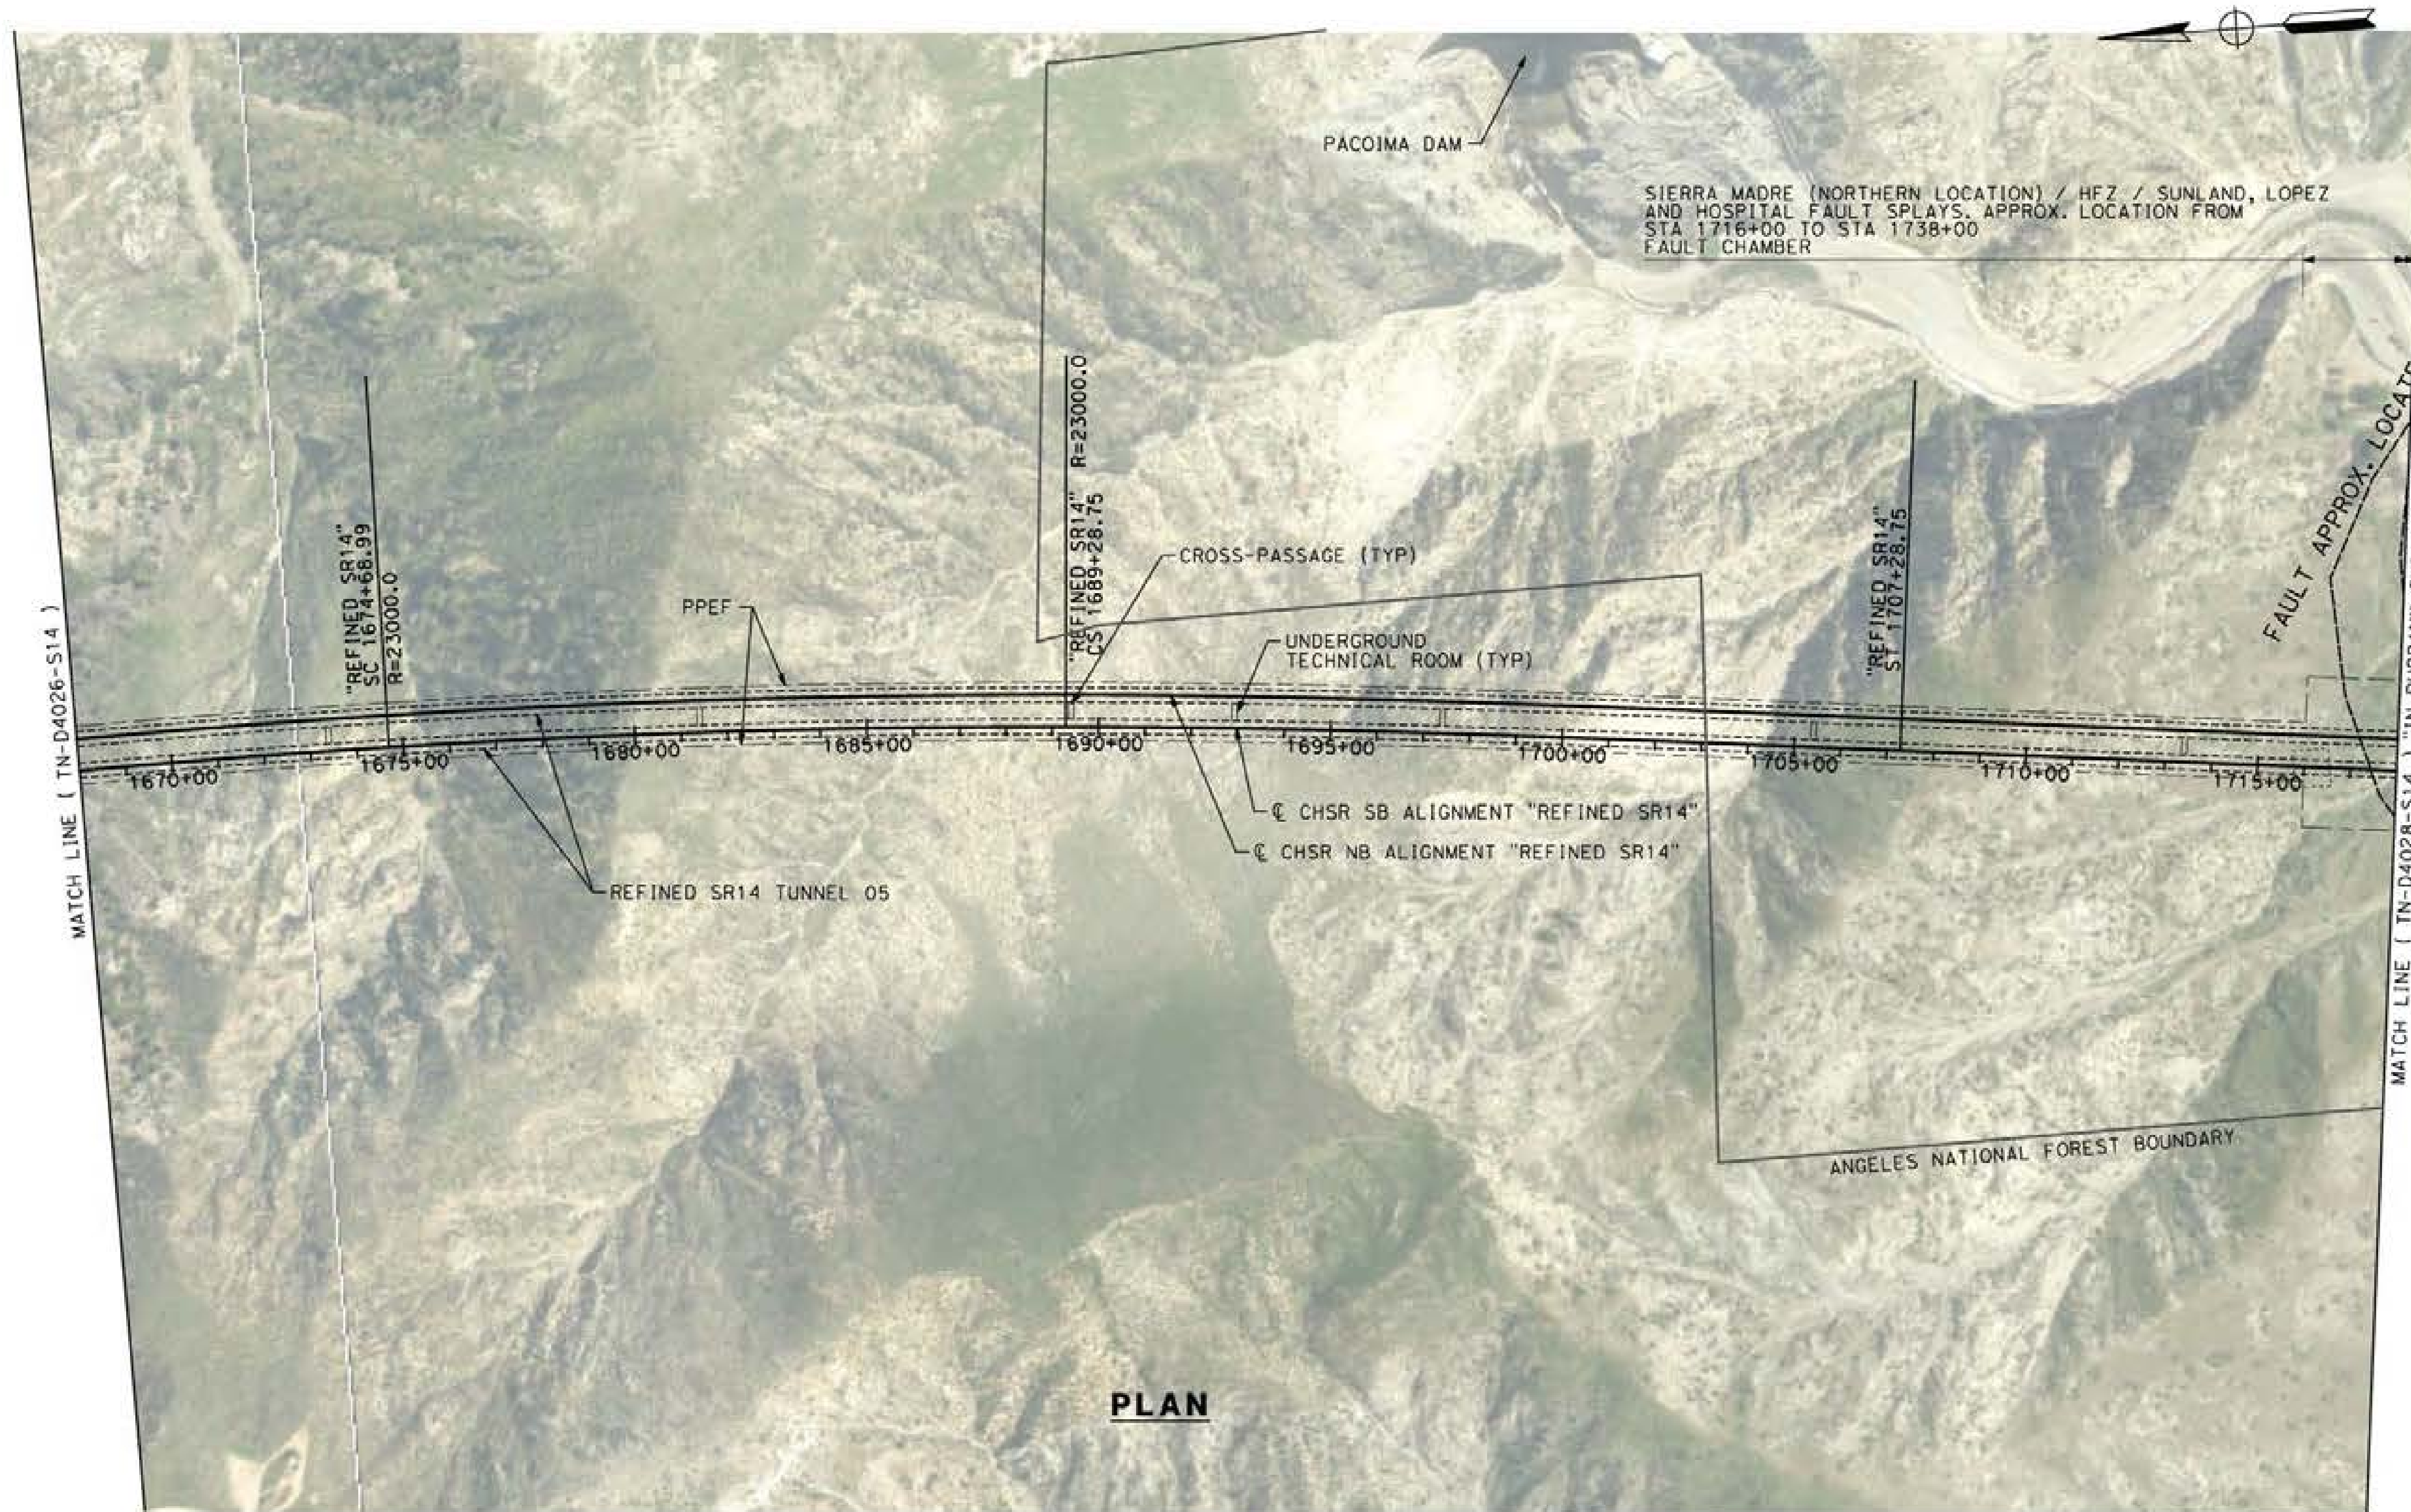 PACOIMA DAM
SIERRA MADRE (NORTHERN LOCATION) / HFZ / SUNLAND, LOPEZ
AND HOSPITAL FAULT SPLAYS. APPROX. LOCATION FROM
STA 1716+00 TO STA 1738+00
FAULT CHAMBER
FAULT APPROX.
MATCH LINE ( TN-D4026-S14 )
"REFINED SR14"
SC 1674+68.99
R=23000.0
"REFINED SR14" R=23000.0
CS 1689+28.75
"REFINED SR14"
ST 1707+28.75
CROSS-PASSAGE (TYP)
PPEF
UNDERGROUND
TECHNICAL ROOM (TYP)
1670+00
1675+00
1680+00
1685+00
1690+00
1695+00
1700+00
1705+00
1710+00
1715+00
℄ CHSR SB ALIGNMENT "REFINED SR14"
℄ CHSR NB ALIGNMENT "REFINED SR14"
REFINED SR14 TUNNEL 05
MATCH LINE ( TN-D4028-S14 )
ANGELES NATIONAL FOREST BOUNDARY
PLAN